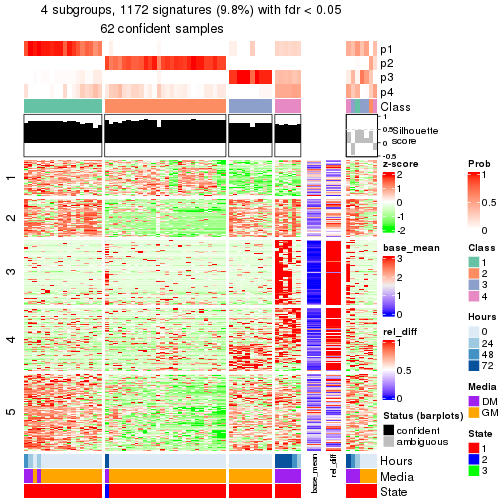 4 subgroups, 1172 signatures (9.8%) with fdr < 0.05
62 confident samples
p1
p2
p3
p4
Class
1
0.5
0
-0.5
Silhouette
score
1
2
3
4
5
Hours
Media
State
base_mean
rel_diff
z-score
2
1
0
-1
-2
base_mean
3
2
1
0
rel_diff
1
0.5
0
Status (barplots)
confident
ambiguous
Prob
1
0.5
0
Class
1
2
3
4
Hours
0
24
48
72
Media
DM
GM
State
1
2
3